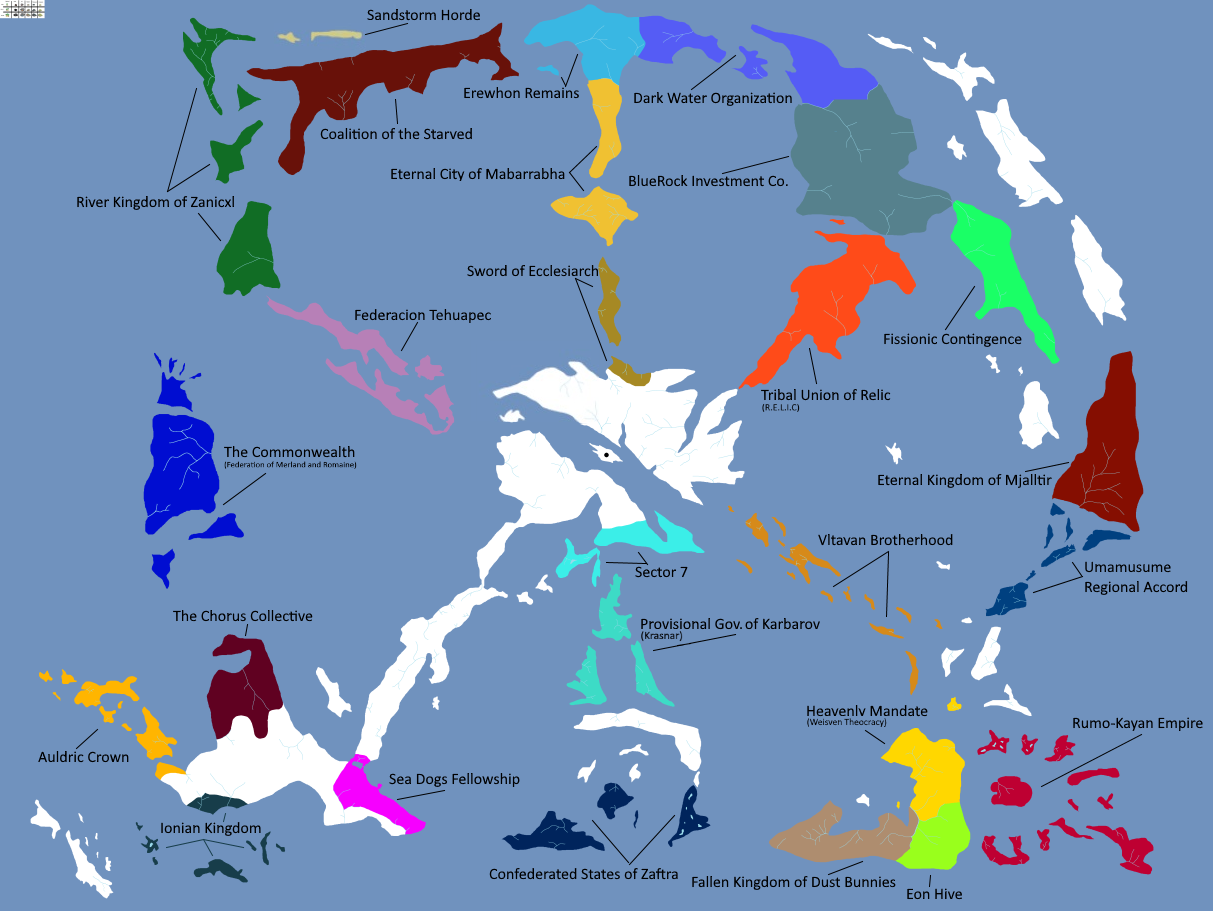 Sandstorm Horde
Erewhon Remains
Dark Water Organization
Coalition of the Starved
Eternal City of Mabarrabha
BlueRock Investment Co.
River Kingdom of Zanicxl
Sword of Ecclesiarch
Federacion Tehuapec
Fissionic Contingence
Tribal Union of Relic
(R.E.L.I.C)
The Commonwealth
(Federation of Merland and Romaine)
Eternal Kingdom of Mjalltir
Vltavan Brotherhood
Sector 7
Umamusume
Regional Accord
The Chorus Collective
Provisional Gov. of Karbarov
(Krasnar)
Heavenlv Mandate
(Weisven Theocracy)
Rumo-Kayan Empire
Auldric Crown
Sea Dogs Fellowship
Ionian Kingdom
Confederated States of Zaftra
Fallen Kingdom of Dust Bunnies
Eon Hive